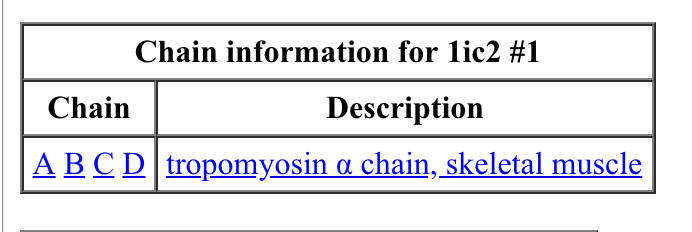 Chain information for 1ic2 #1
Chain Description
A B C D tropomyosin α chain, skeletal muscle